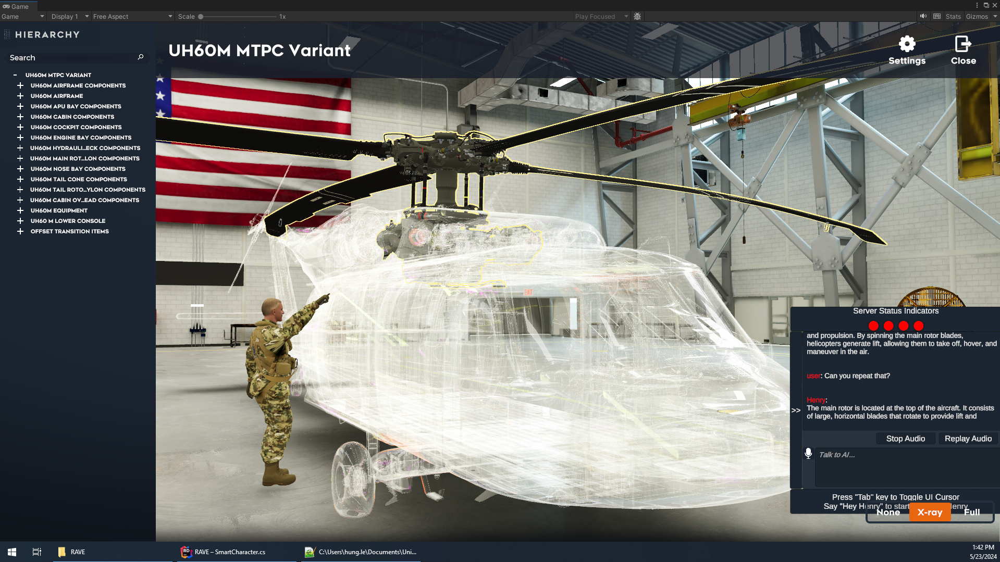 Game
Game
Display 1
Free Aspect
Scale
1x
Play Focused
Stats
Gizmos
HIERARCHY
Search
UH60M MTPC VARIANT
UH60M AIRFRAME COMPONENTS
UH60M AIRFRAME
UH60M APU BAY COMPONENTS
UH60M CABIN COMPONENTS
UH60M COCKPIT COMPONENTS
UH60M ENGINE BAY COMPONENTS
UH60M HYDRAULI...ECK COMPONENTS
UH60M MAIN ROT...LON COMPONENTS
UH60M NOSE BAY COMPONENTS
UH60M TAIL CONE COMPONENTS
UH60M TAIL ROTO...YLON COMPONENTS
UH60M CABIN OV...EAD COMPONENTS
UH60M EQUIPMENT
UH60 M LOWER CONSOLE
OFFSET TRANSITION ITEMS
UH60M MTPC Variant
Settings
Close
EXIT
Server Status Indicators
and propulsion. By spinning the main rotor blades,
helicopters generate lift, allowing them to take off, hover, and
maneuver in the air.
user: Can you repeat that?
Henry:
The main rotor is located at the top of the aircraft. It consists
of large, horizontal blades that rotate to provide lift and
>>
Stop Audio
Replay Audio
Talk to AI...
Press "Tab" key to Toggle UI Cursor
Say "Hey Henry" to start enry
None
X-ray
Full
RAVE
RAVE – SmartCharacter.cs
C:\Users\hung.le\Documents\Uni...
1:42 PM
5/23/2024